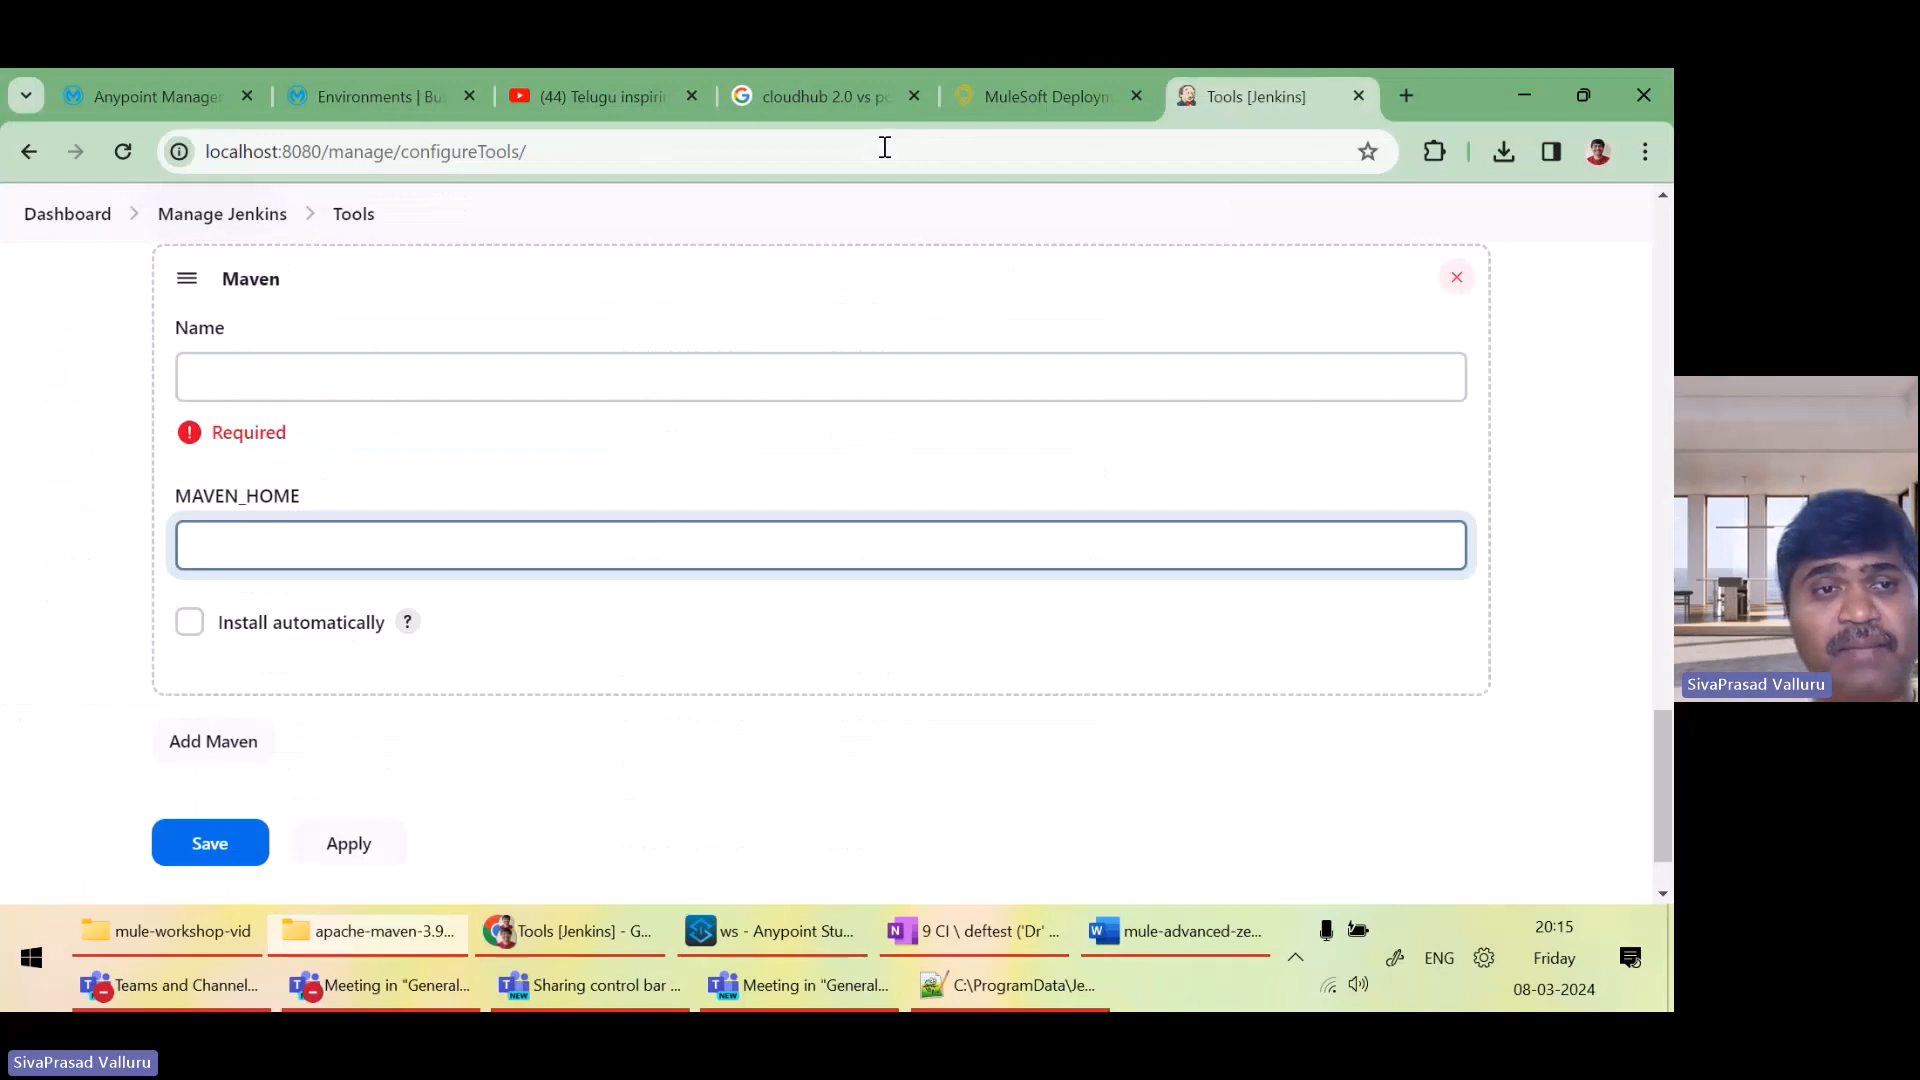 Anypoint Manager
Environments | Bu
(44) Telugu inspirin
cloudhub 2.0 vs pc
MuleSoft Deploym
Tools [Jenkins]
localhost:8080/manage/configureTools/
Dashboard
Manage Jenkins
Tools
Maven
Name
Required
MAVEN_HOME
Install automatically
?
Add Maven
Save
Apply
SivaPrasad Valluru
mule-workshop-vid
apache-maven-3.9...
Tools [Jenkins] - G...
ws - Anypoint Stu...
9 CI \ deftest ('Dr' ...
mule-advanced-ze...
Teams and Channel...
Meeting in "General...
Sharing control bar ...
Meeting in "General...
C:\ProgramData\Je...
ENG
20:15
Friday
08-03-2024
SivaPrasad Valluru